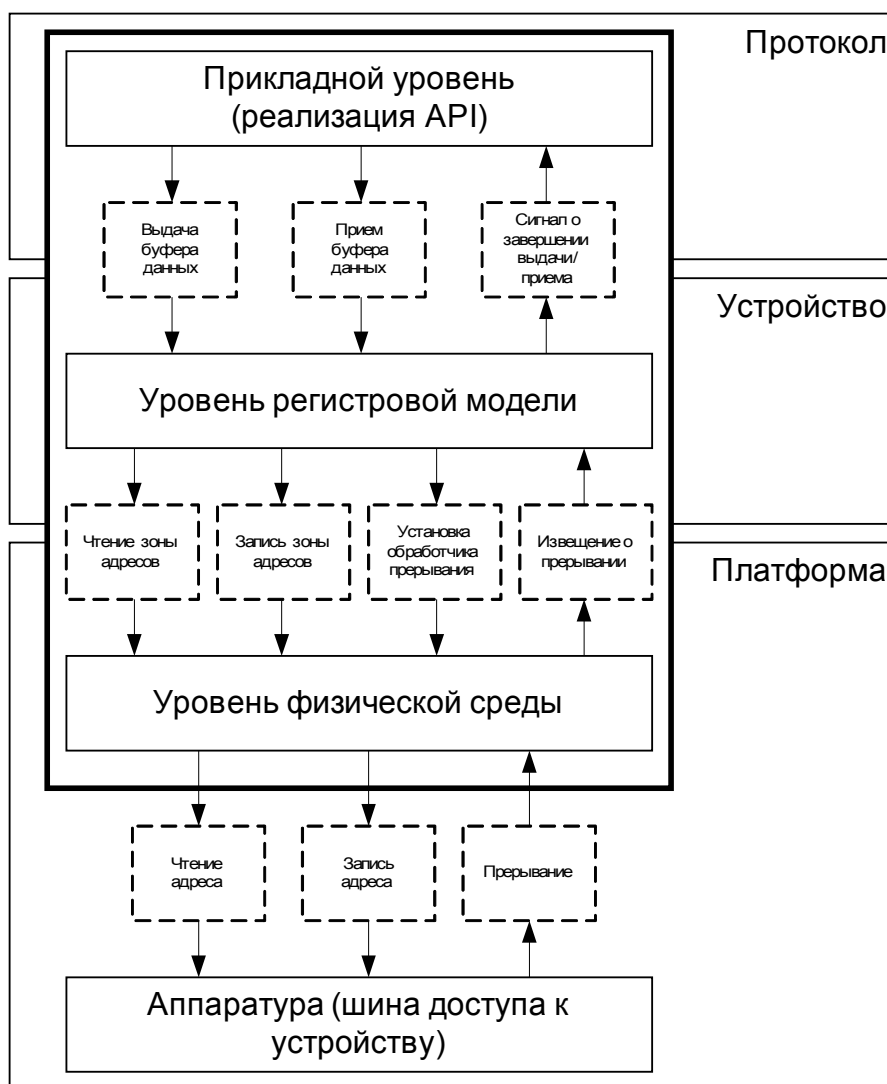 Протокол
Прикладной уровень
(реализация API)
Выдача
буфера
данных
Прием
буфера
данных
Сигнал о
завершении
выдачи/
приема
Устройство
Уровень регистровой модели
Чтение зоны
адресов
Запись зоны
адресов
Установка
обработчика
прерывания
Извещение о
прерывании
Платформа
Уровень физической среды
Чтение
адреса
Запись
адреса
Прерывание
Аппаратура (шина доступа к
устройству)